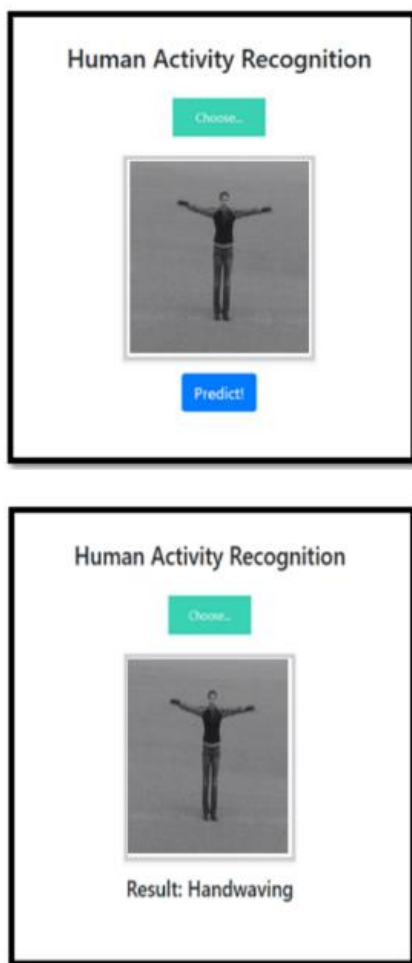 Human Activity Recognition
Choose...
Predict!
Human Activity Recognition
Choose...
Result: Handwaving